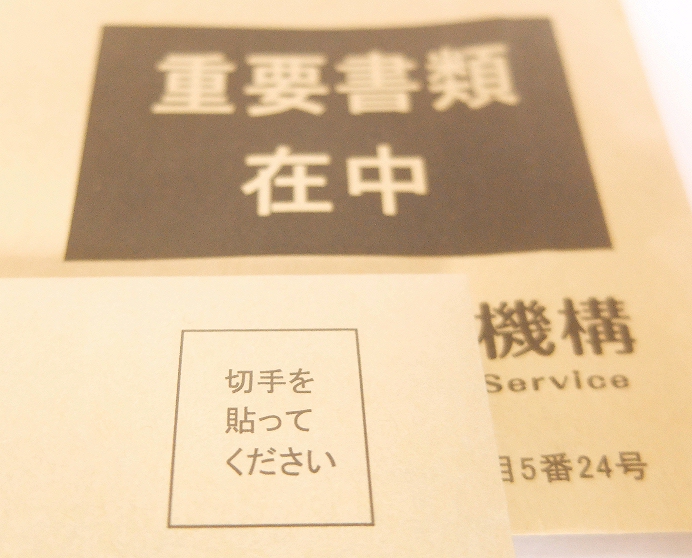 重要書類
在中
機構
Service
目5番24号
切手を
貼って
ください